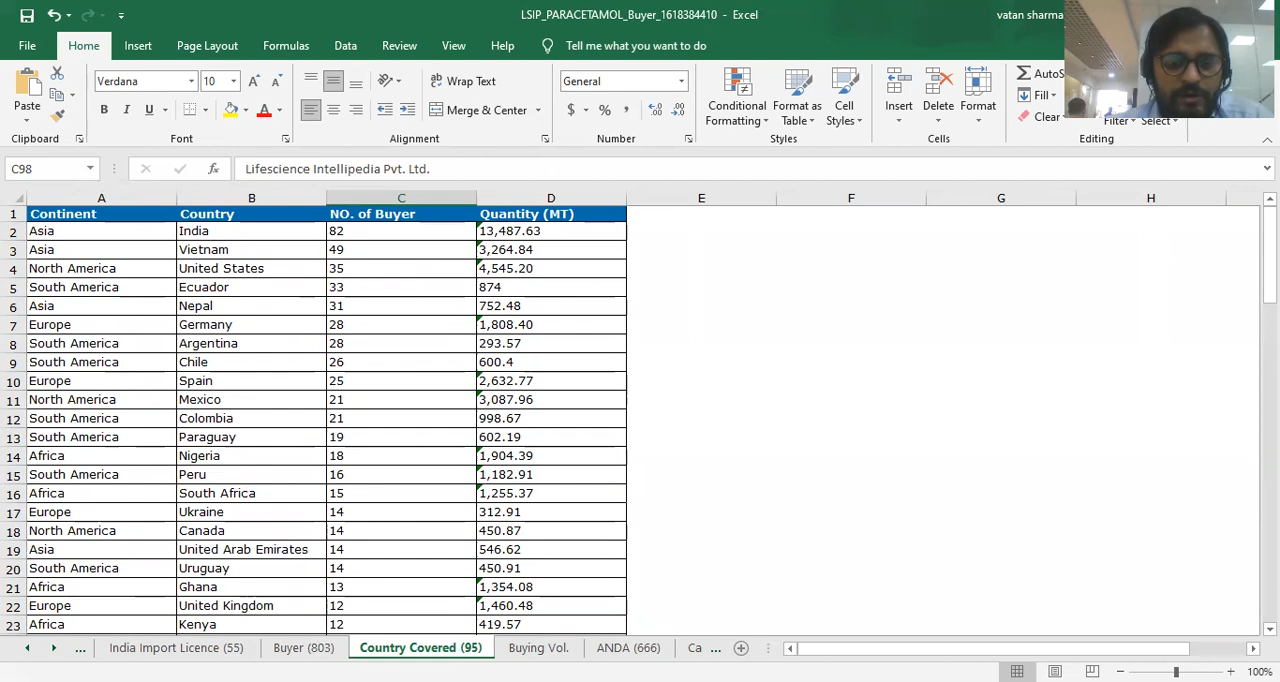 LSIP_PARACETAMOL_Buyer_1618384410 - Excel
vatan sharma
File Home Insert Page Layout Formulas Data Review View Help Tell me what you want to do
Paste
Verdana 10
B I U
Wrap Text
Merge & Center
General
$ % ,
Conditional Formatting
Format as Table
Cell Styles
Insert Delete Format
Fill
Clear
Clipboard Font Alignment Number Styles Cells Editing
C98 fx Lifescience Intellipedia Pvt. Ltd.
A B C D E F G H
1 Continent Country NO. of Buyer Quantity (MT)
2 Asia India 82 13,487.63
3 Asia Vietnam 49 3,264.84
4 North America United States 35 4,545.20
5 South America Ecuador 33 874
6 Asia Nepal 31 752.48
7 Europe Germany 28 1,808.40
8 South America Argentina 28 293.57
9 South America Chile 26 600.4
10 Europe Spain 25 2,632.77
11 North America Mexico 21 3,087.96
12 South America Colombia 21 998.67
13 South America Paraguay 19 602.19
14 Africa Nigeria 18 1,904.39
15 South America Peru 16 1,182.91
16 Africa South Africa 15 1,255.37
17 Europe Ukraine 14 312.91
18 North America Canada 14 450.87
19 Asia United Arab Emirates 14 546.62
20 South America Uruguay 14 450.91
21 Africa Ghana 13 1,354.08
22 Europe United Kingdom 12 1,460.48
23 Africa Kenya 12 419.57
... India Import Licence (55) Buyer (803) Country Covered (95) Buying Vol. ANDA (666) Ca ...
100%